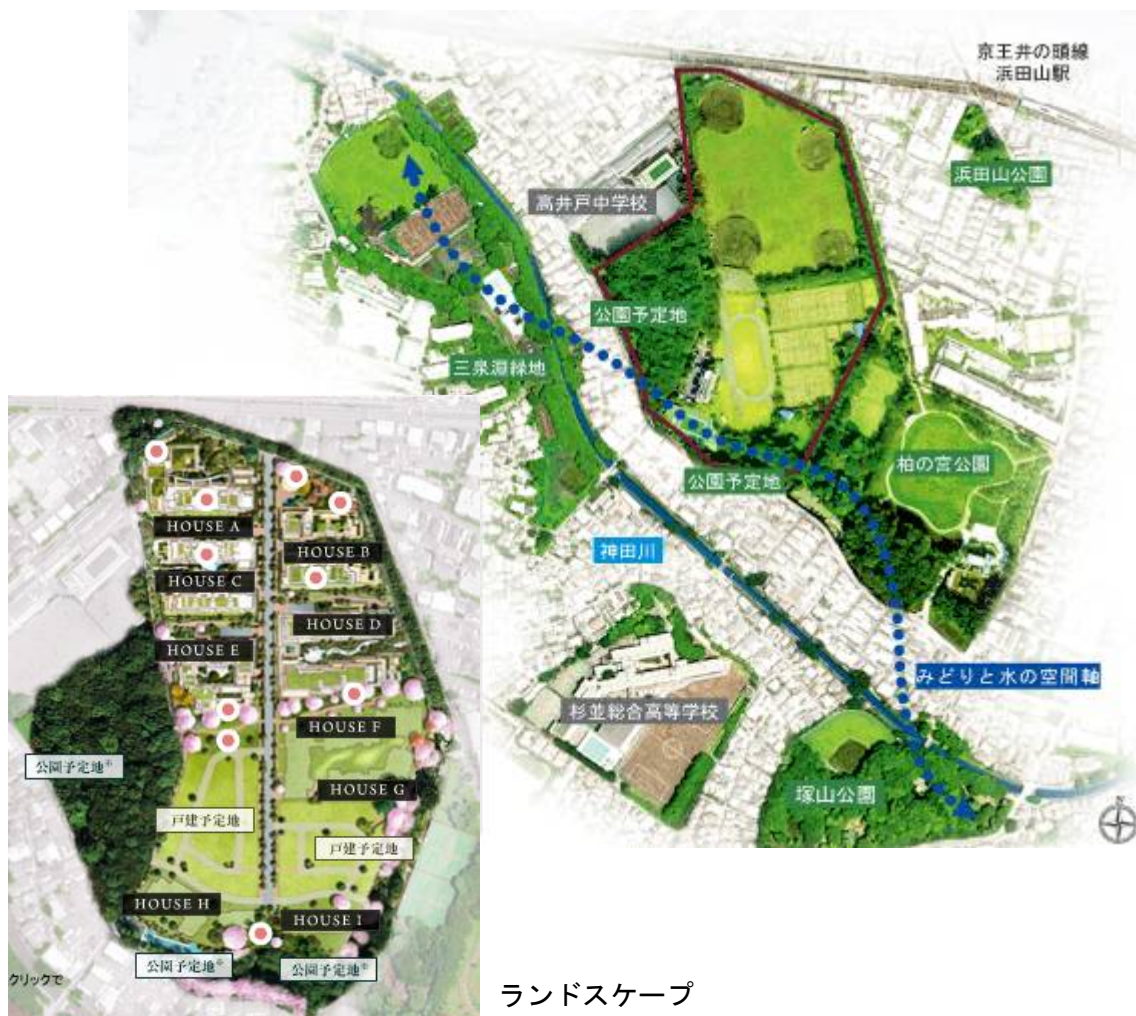 京王井の頭線
浜田山駅
浜田山公園
高井戸中学校
公園予定地
三泉淵緑地
柏の宮公園
公園予定地
神田川
みどりと水の空間軸
杉並総合高等学校
塚山公園
N
HOUSE A
HOUSE B
HOUSE C
HOUSE D
HOUSE E
HOUSE F
公園予定地※
HOUSE G
戸建予定地
戸建予定地
HOUSE H
HOUSE I
公園予定地※
公園予定地※
クリックで
ランドスケープ